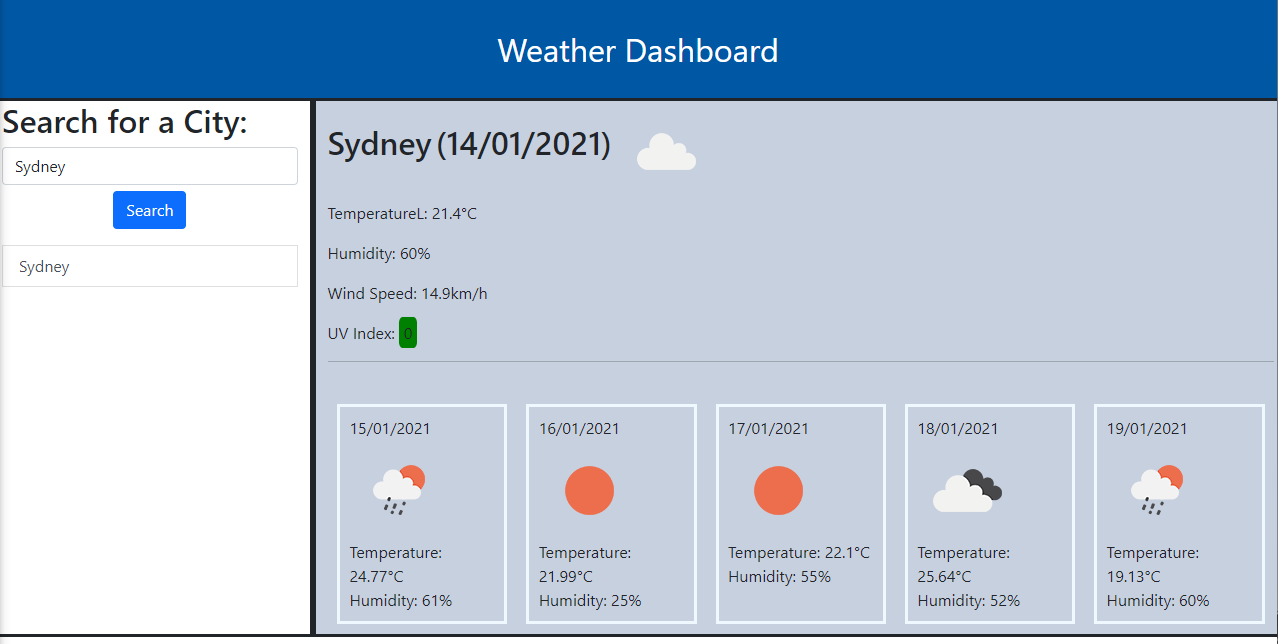 Weather Dashboard
Search for a City:
Sydney
Search
Sydney
Sydney (14/01/2021)
TemperatureL: 21.4°C
Humidity: 60%
Wind Speed: 14.9km/h
UV Index: 0
15/01/2021
Temperature:
24.77°C
Humidity: 61%
16/01/2021
Temperature:
21.99°C
Humidity: 25%
17/01/2021
Temperature: 22.1°C
Humidity: 55%
18/01/2021
Temperature:
25.64°C
Humidity: 52%
19/01/2021
Temperature:
19.13°C
Humidity: 60%